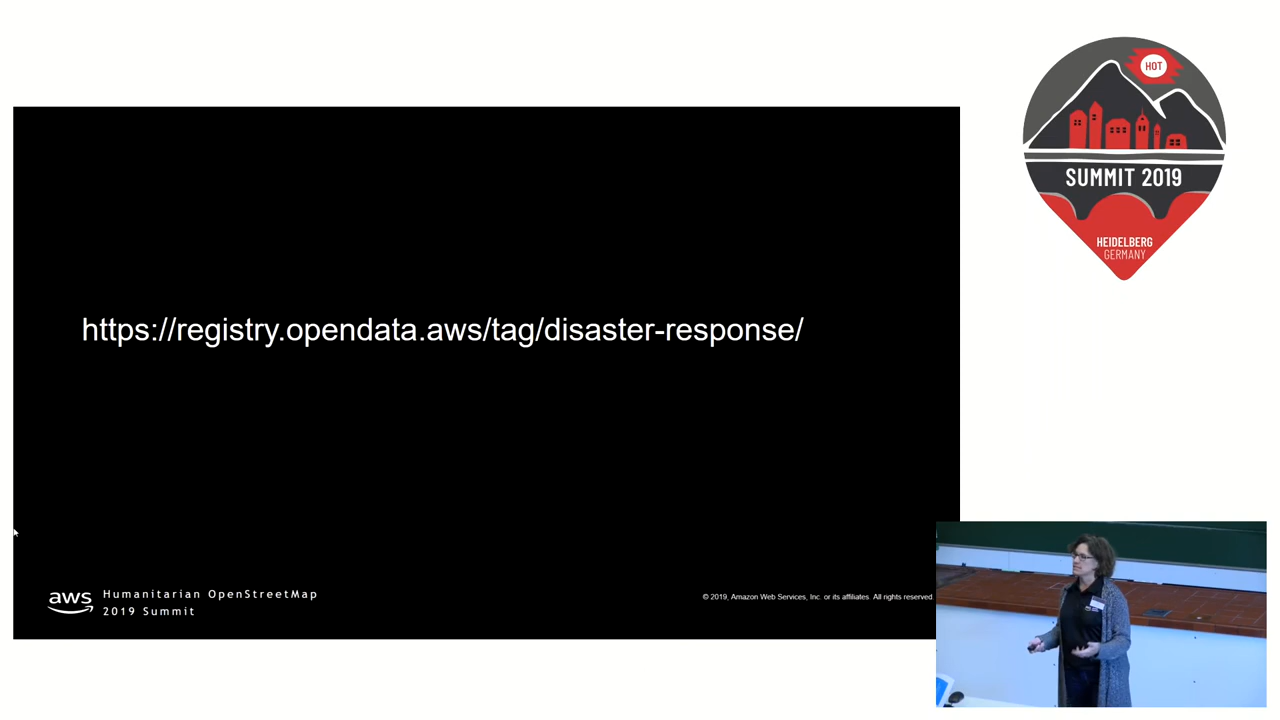 HOT
SUMMIT 2019
HEIDELBERG
GERMANY
https://registry.opendata.aws/tag/disaster-response/
aws
Humanitarian OpenStreetMap
2019 Summit
© 2019, Amazon Web Services, Inc. or its affiliates. All rights reserved.